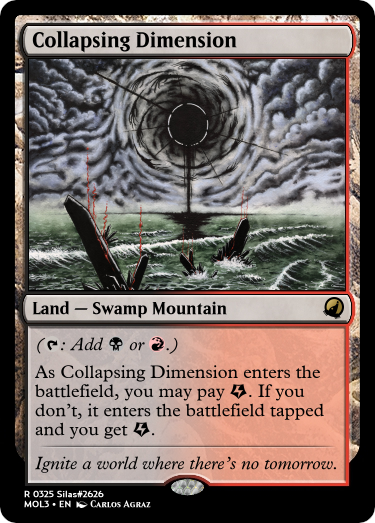 Collapsing Dimension
Land — Swamp Mountain
(: Add or .)
As Collapsing Dimension enters the
battlefield, you may pay . If you
don't, it enters the battlefield tapped
and you get .
Ignite a world where there's no tomorrow.
R 0325 Silas#2626
MOL3 • EN Carlos Agraz